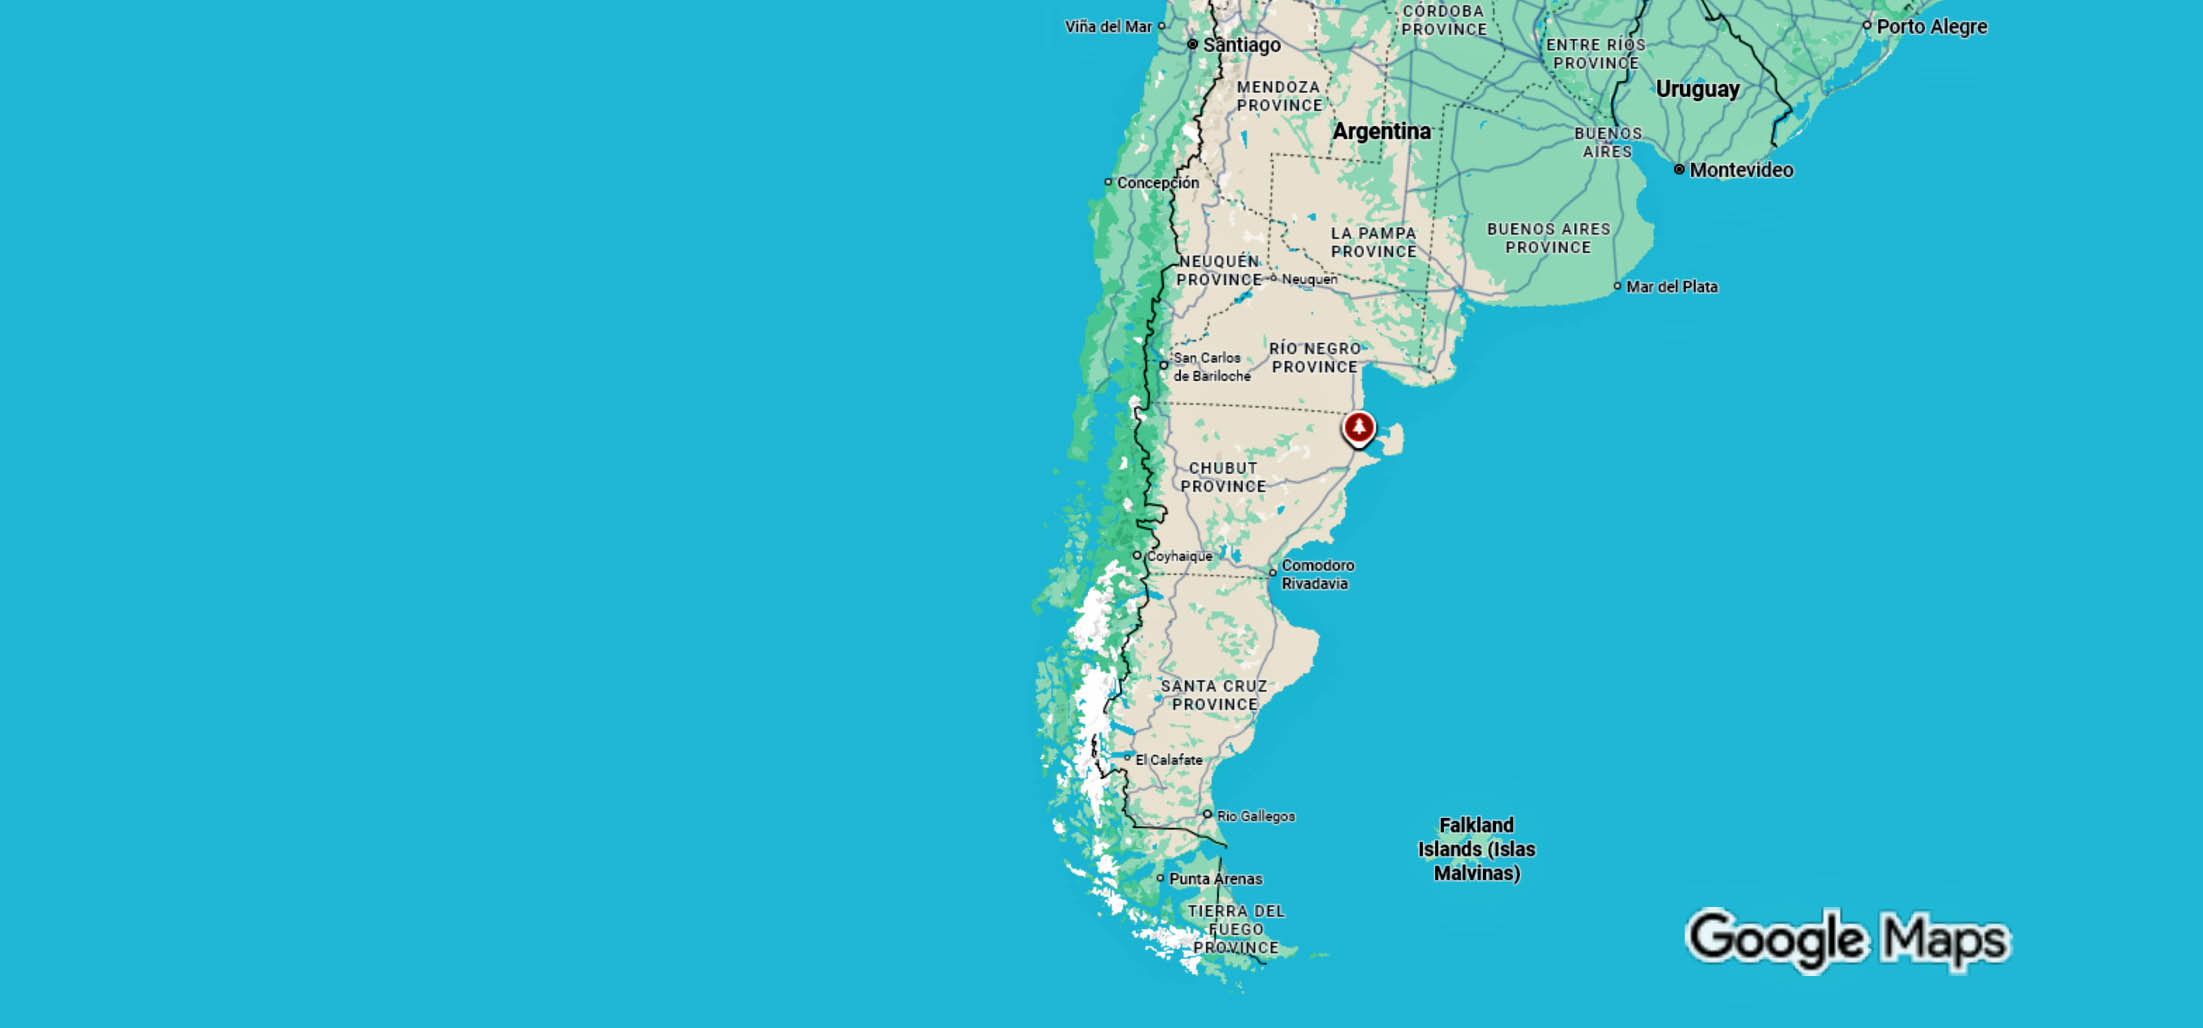 CÓRDOBA
PROVINCE
Viña del Mar
Porto Alegre
Santiago
ENTRE RÍOS
PROVINCE
MENDOZA
PROVINCE
Uruguay
Argentina
BUENOS
AIRES
Montevideo
Concepción
BUENOS AIRES
PROVINCE
LA PAMPA
PROVINCE
NEUQUÉN
PROVINCE
Neuquen
Mar del Plata
RÍO NEGRO
PROVINCE
San Carlos
de Bariloche
CHUBUT
PROVINCE
Coyhaique
Comodoro
Rivadavia
SANTA CRUZ
PROVINCE
El Calafate
Rio Gallegos
Falkland
Islands (Islas
Malvinas)
Punta Arenas
TIERRA DEL
FUEGO
PROVINCE
Google Maps